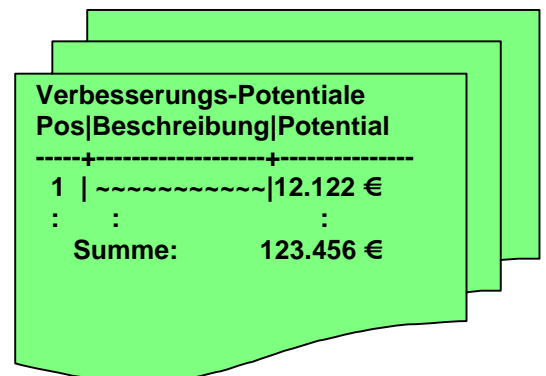 Verbesserungs-Potentiale
Pos|Beschreibung|Potential
-----+-------------------+---------------
1 | ~~~~~~~~~~~|12.122 €
: : :
Summe: 123.456 €